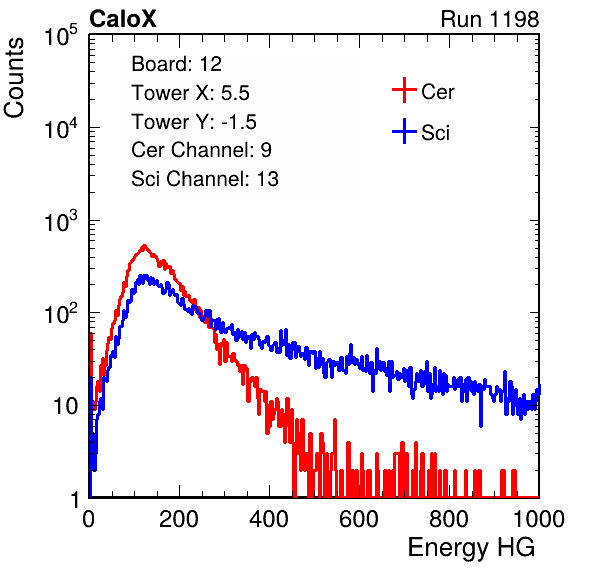 CaloX Run 1198
Counts
10^5
10^4
10^3
10^2
10
1
Board: 12
Tower X: 5.5
Tower Y: -1.5
Cer Channel: 9
Sci Channel: 13
Cer
Sci
0 200 400 600 800 1000
Energy HG